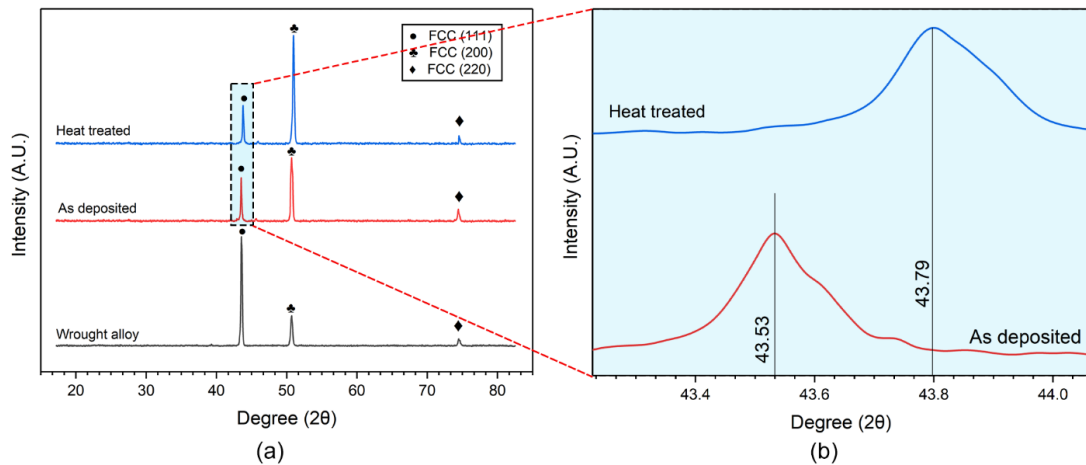 ● FCC (111)
♣ FCC (200)
♦ FCC (220)
Heat treated
As deposited
Wrought alloy
Intensity (A.U.)
10 20 30 40 50 60 70 80
Degree (2θ)
(a)
Heat treated
43.79
43.53
As deposited
Intensity (A.U.)
43.4 43.6 43.8 44.0
Degree (2θ)
(b)